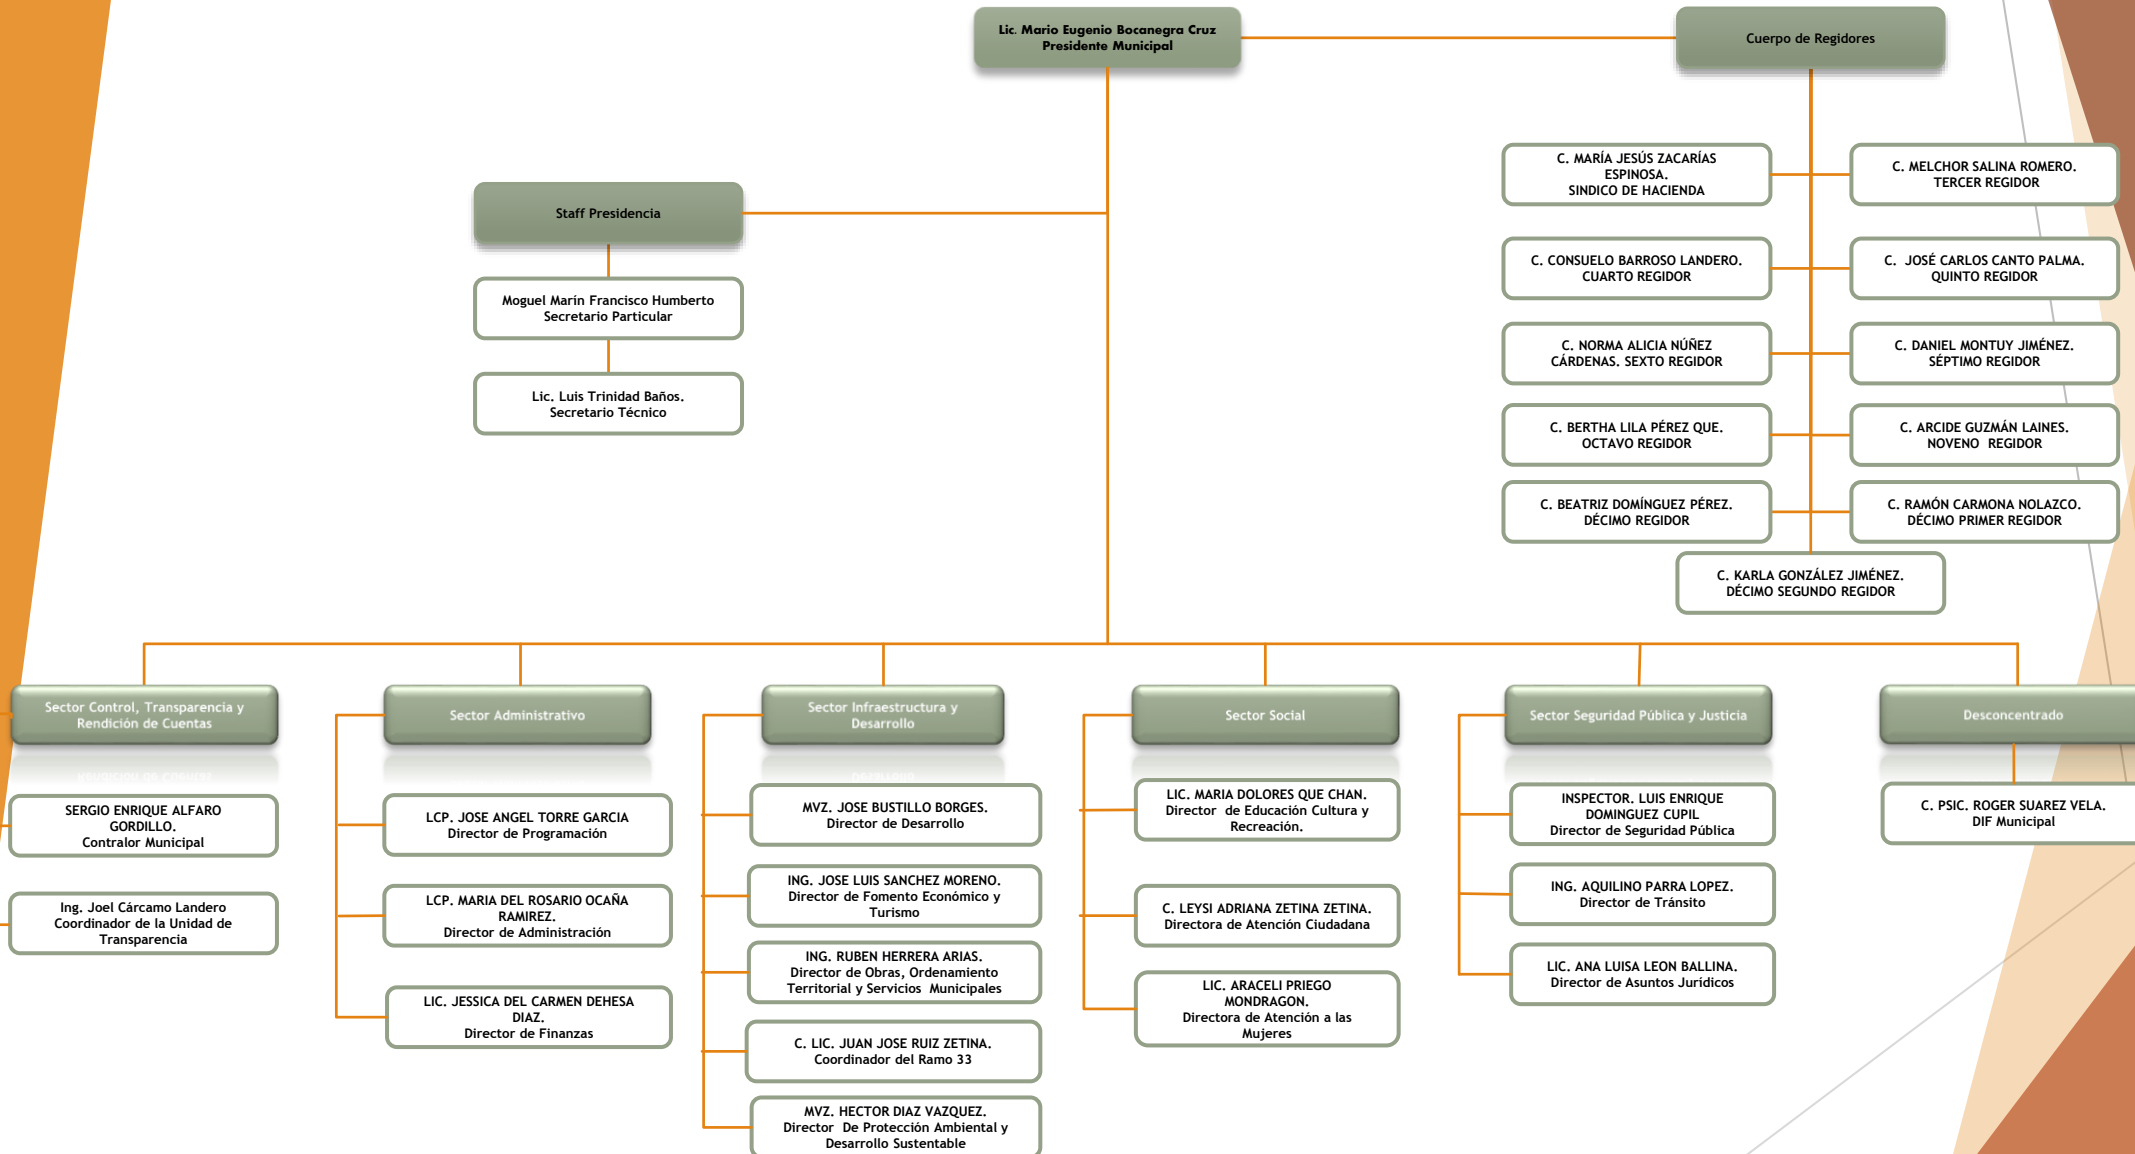 Lic. Mario Eugenio Bocanegra Cruz
Presidente Municipal
Cuerpo de Regidores
C. MARÍA JESÚS ZACARÍAS
ESPINOSA.
SINDICO DE HACIENDA
C. MELCHOR SALINA ROMERO.
TERCER REGIDOR
Staff Presidencia
C. CONSUELO BARROSO LANDERO.
CUARTO REGIDOR
C. JOSÉ CARLOS CANTO PALMA.
QUINTO REGIDOR
Moguel Marín Francisco Humberto
Secretario Particular
C. NORMA ALICIA NÚÑEZ
CÁRDENAS. SEXTO REGIDOR
C. DANIEL MONTUY JIMÉNEZ.
SÉPTIMO REGIDOR
Lic. Luis Trinidad Baños.
Secretario Técnico
C. BERTHA LILA PÉREZ QUE.
OCTAVO REGIDOR
C. ARCIDE GUZMÁN LAINES.
NOVENO REGIDOR
C. BEATRIZ DOMÍNGUEZ PÉREZ.
DÉCIMO REGIDOR
C. RAMÓN CARMONA NOLAZCO.
DÉCIMO PRIMER REGIDOR
C. KARLA GONZÁLEZ JIMÉNEZ.
DÉCIMO SEGUNDO REGIDOR
Sector Control, Transparencia y
Rendición de Cuentas
SERGIO ENRIQUE ALFARO
GORDILLO.
Contralor Municipal
Ing. Joel Cárcamo Landero
Coordinador de la Unidad de
Transparencia
Sector Administrativo
LCP. JOSE ANGEL TORRE GARCIA
Director de Programación
LCP. MARIA DEL ROSARIO OCAÑA
RAMIREZ.
Director de Administración
LIC. JESSICA DEL CARMEN DEHESA
DIAZ.
Director de Finanzas
Sector Infraestructura y
Desarrollo
MVZ. JOSE BUSTILLO BORGES.
Director de Desarrollo
ING. JOSE LUIS SANCHEZ MORENO.
Director de Fomento Económico y
Turismo
ING. RUBEN HERRERA ARIAS.
Director de Obras, Ordenamiento
Territorial y Servicios Municipales
C. LIC. JUAN JOSE RUIZ ZETINA.
Coordinador del Ramo 33
MVZ. HECTOR DIAZ VAZQUEZ.
Director De Protección Ambiental y
Desarrollo Sustentable
Sector Social
LIC. MARIA DOLORES QUE CHAN.
Director de Educación Cultura y
Recreación.
C. LEYSI ADRIANA ZETINA ZETINA.
Directora de Atención Ciudadana
LIC. ARACELI PRIEGO
MONDRAGON.
Directora de Atención a las
Mujeres
Sector Seguridad Pública y Justicia
INSPECTOR. LUIS ENRIQUE
DOMINGUEZ CUPIL
Director de Seguridad Pública
ING. AQUILINO PARRA LOPEZ.
Director de Tránsito
LIC. ANA LUISA LEON BALLINA.
Director de Asuntos Jurídicos
Desconcentrado
C. PSIC. ROGER SUAREZ VELA.
DIF Municipal